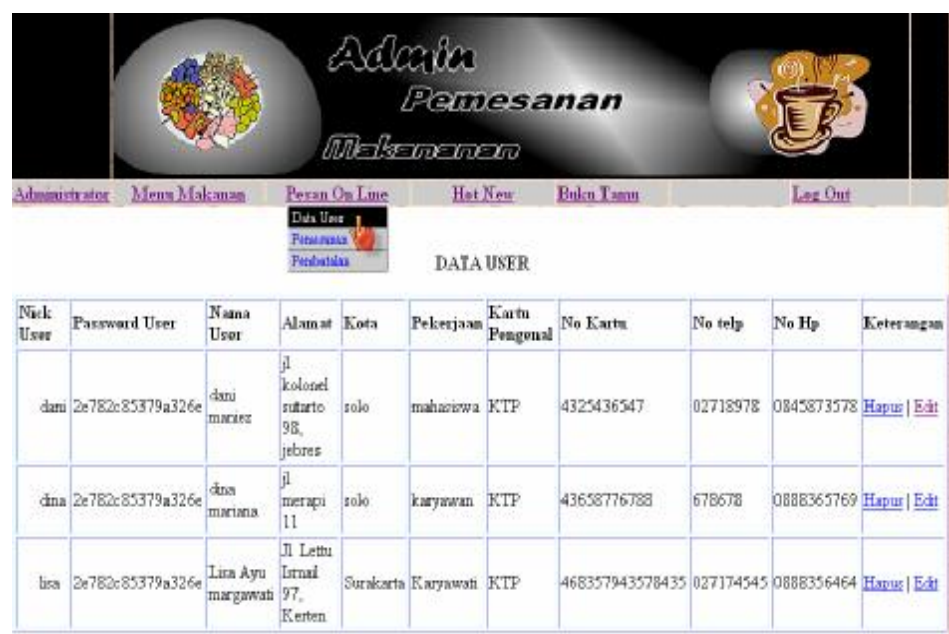 Admin
Pemesanan
Makananan
Administrator Menu Makanan Pesan On Line Hot New Buku Tamu Log Out
Data User
Pemesanan
Pembatalan
DATA USER
Nick User Password User Nama User Alamat Kota Pekerjaan Kartu Pengenal No Kartu No telp No Hp Keterangan
dani 2e782c85379a326e dani jl kolonel sutarto 98, jebres solo mahasiswa KTP 4325436547 02718978 0845873578 Hapus | Edit
dina 2e782c85379a326e dina mariana jl merapi 11 solo karyawan KTP 43658776788 678678 0888365769 Hapus | Edit
lisa 2e782c85379a326e Lisa Ayu margawati Jl Lettu Ismail 97, Kerten Surakarta Karyawati KTP 468357943578435 027174545 0888356464 Hapus | Edit